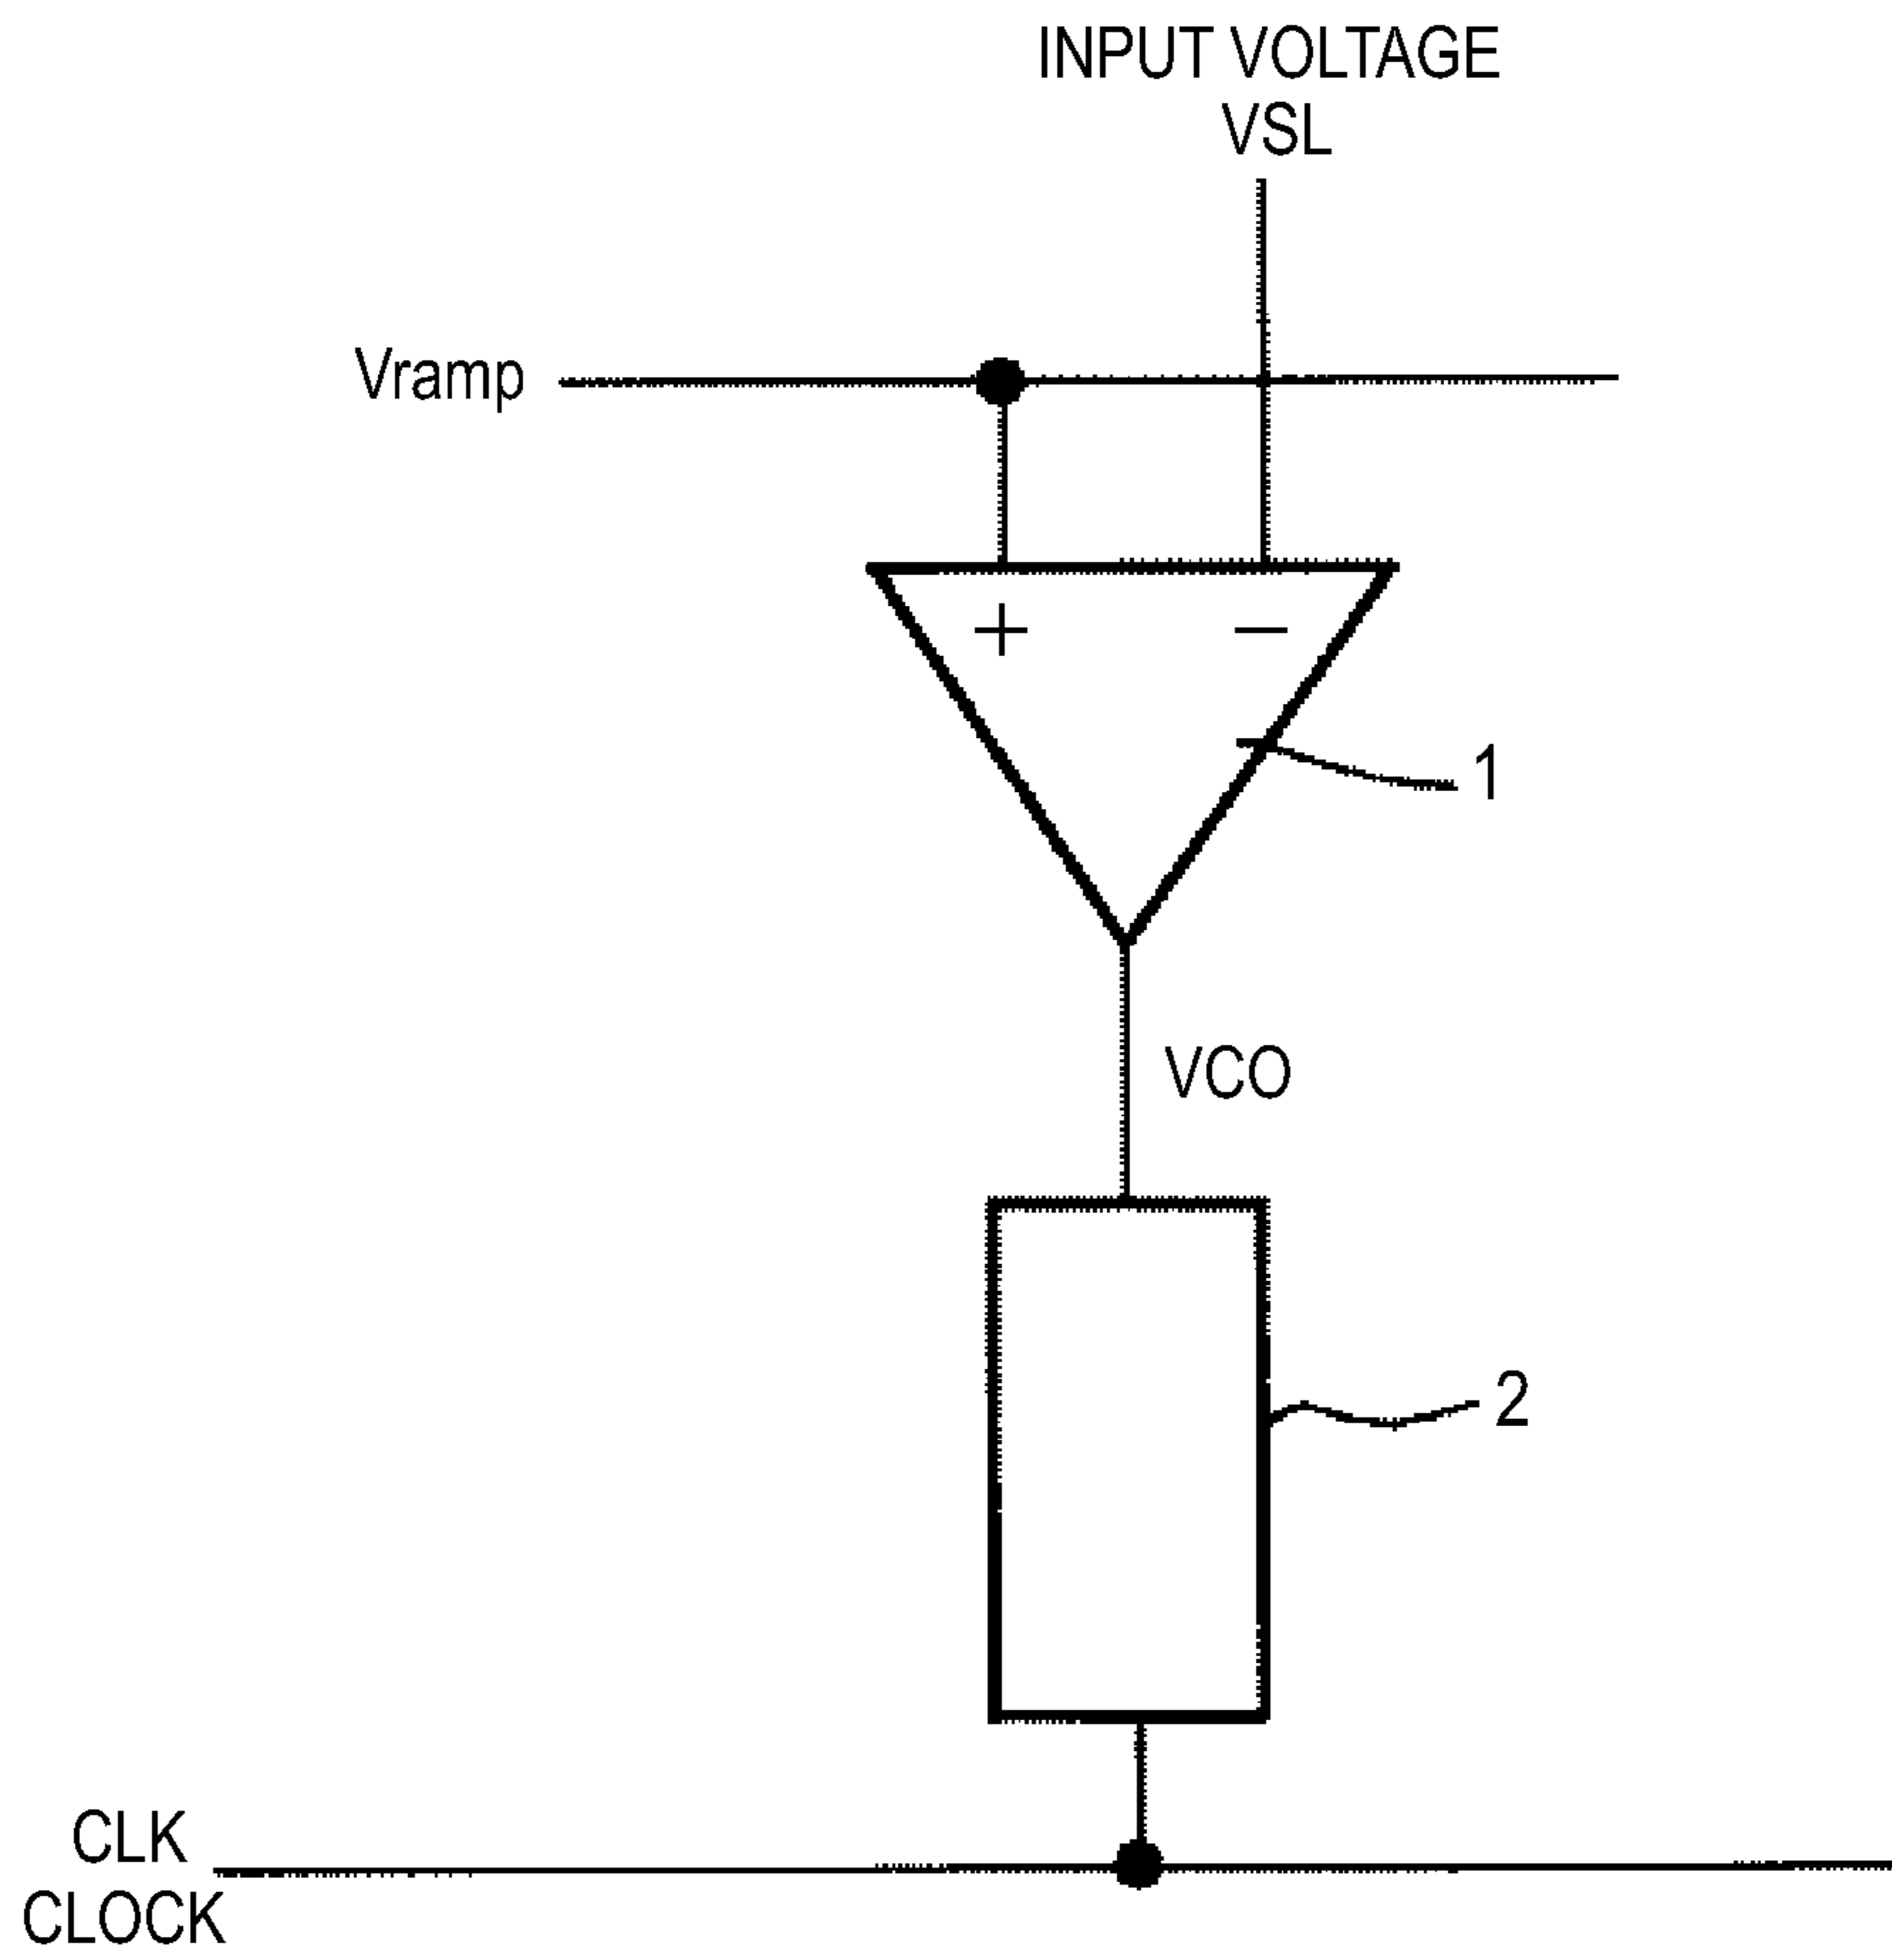 INPUT VOLTAGE
VSL
Vramp
+ −
1
VCO
2
CLK
CLOCK